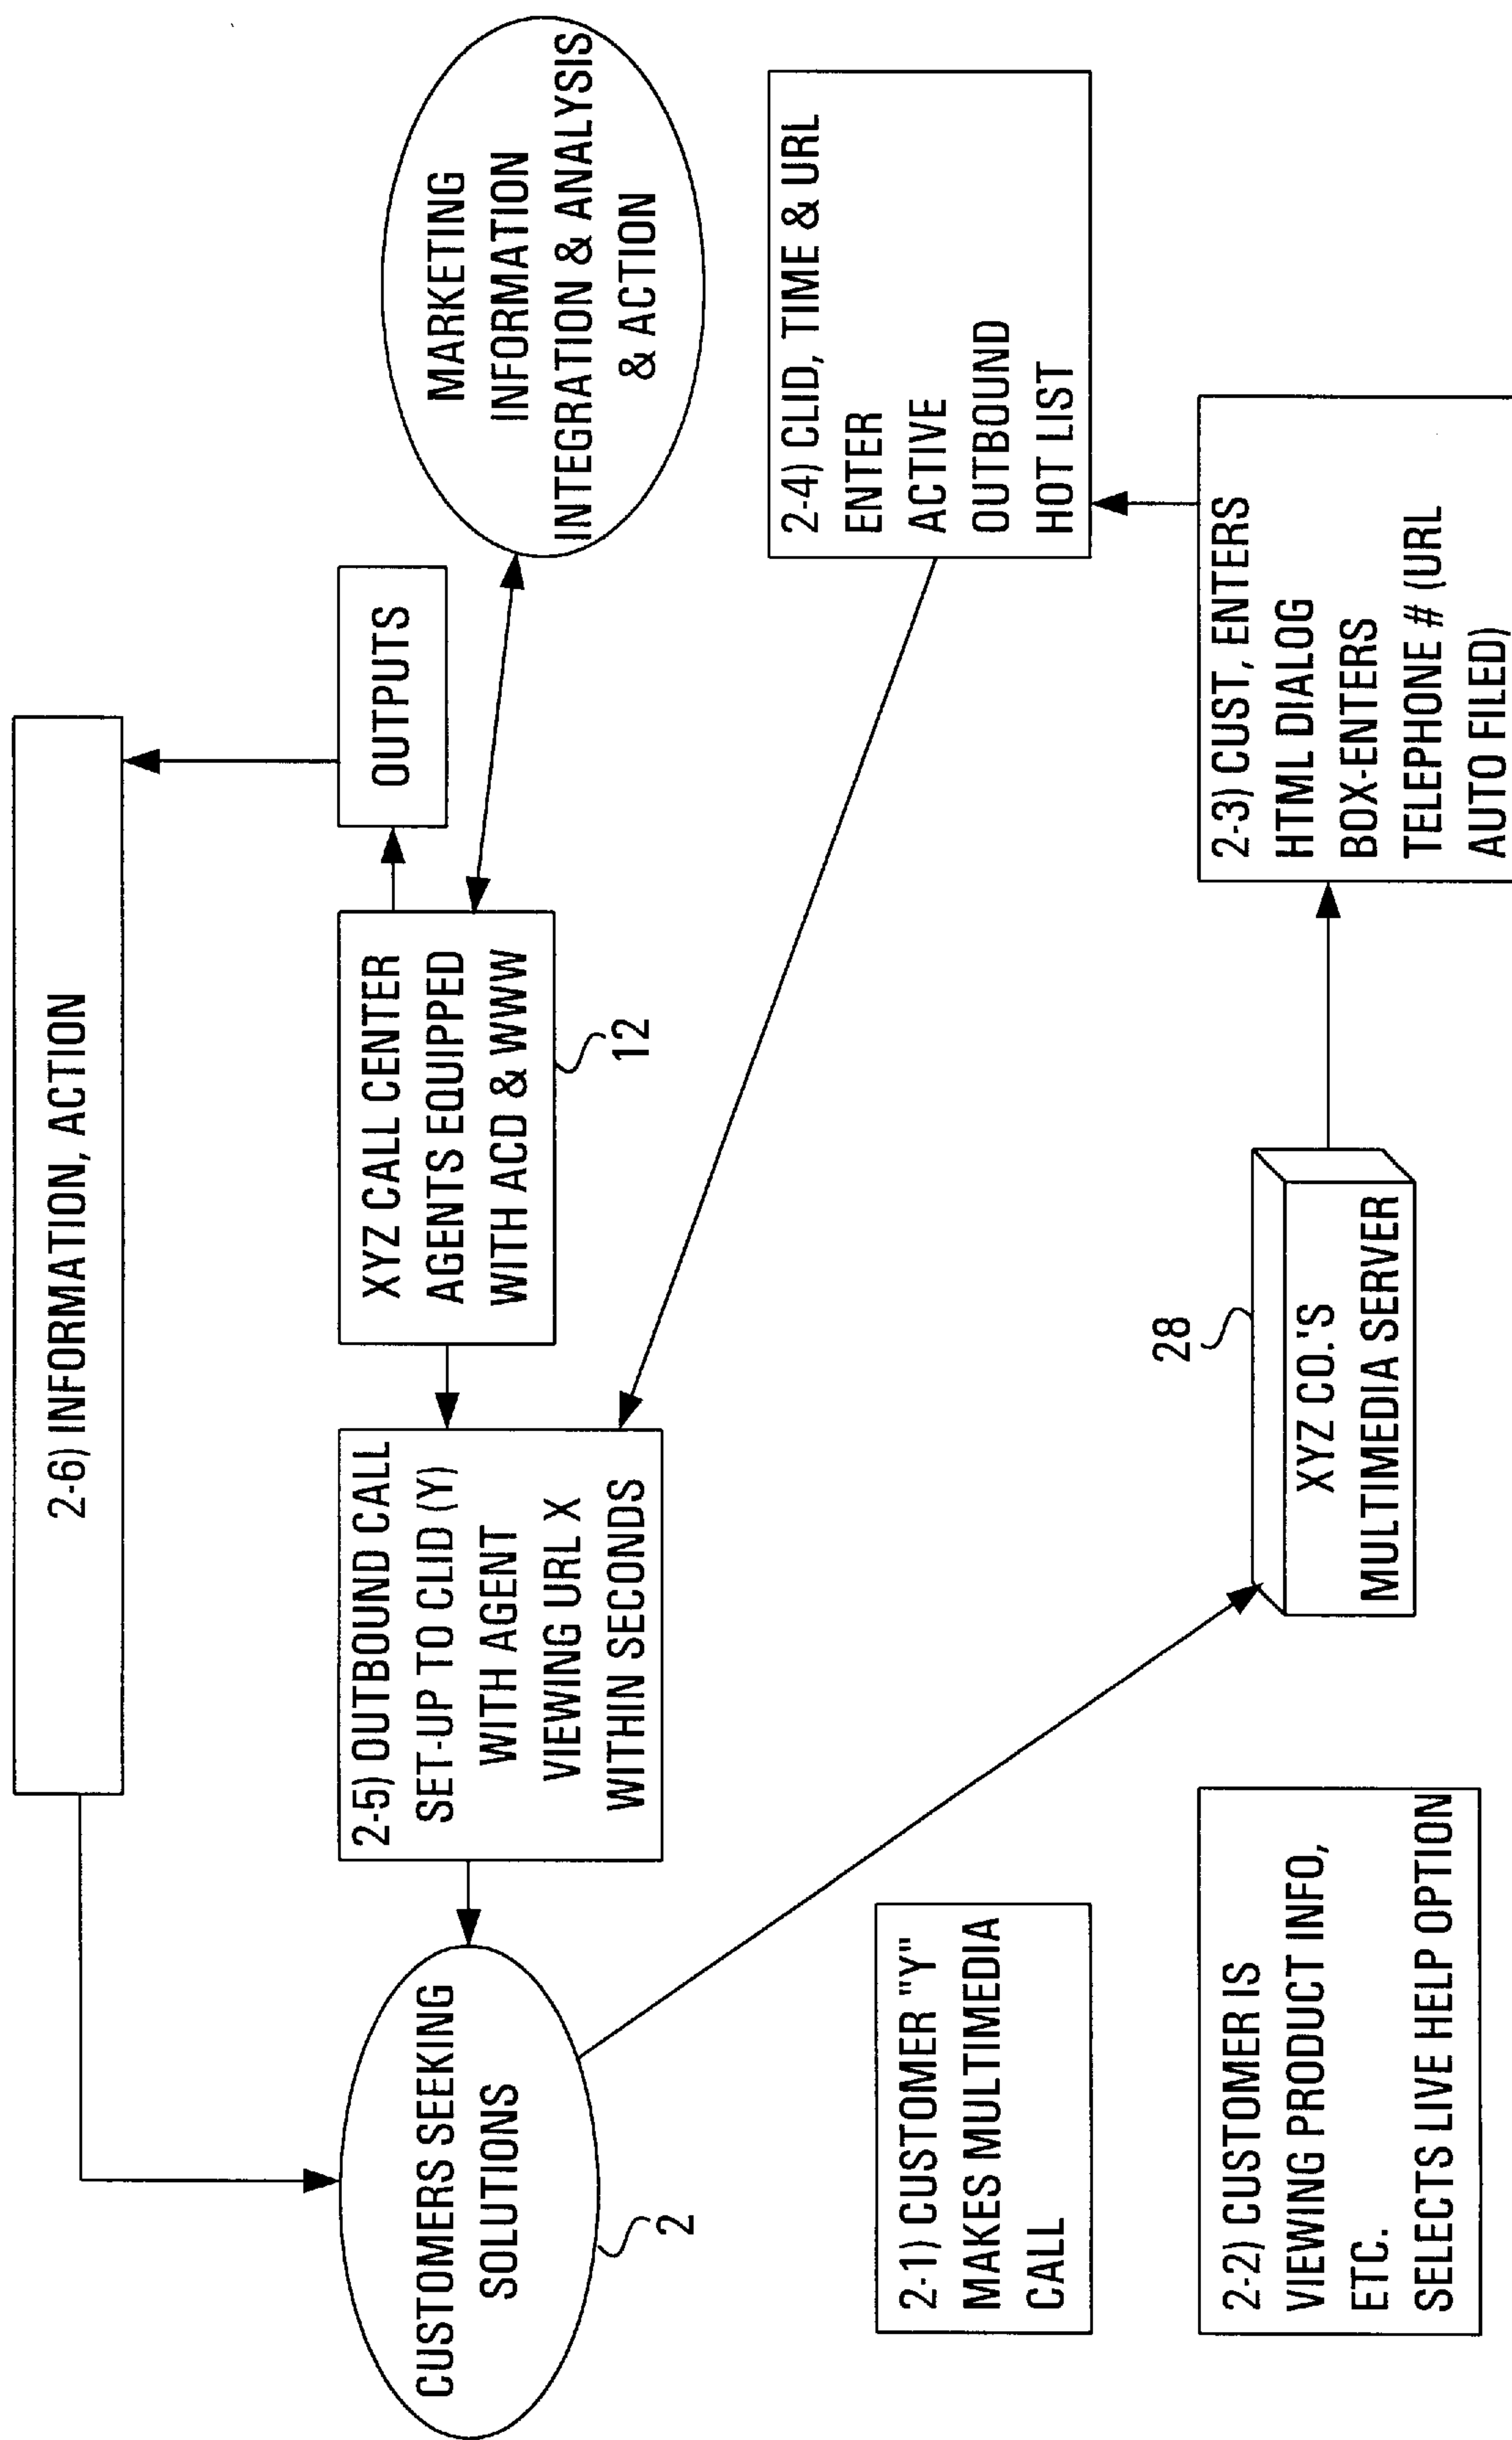 2-6) INFORMATION, ACTION
CUSTOMERS SEEKING
SOLUTIONS
2
2-5) OUTBOUND CALL
SET-UP TO CLID (Y)
WITH AGENT
VIEWING URL X
WITHIN SECONDS
XYZ CALL CENTER
AGENTS EQUIPPED
WITH ACD & WWW
12
OUTPUTS
MARKETING
INFORMATION
INTEGRATION & ANALYSIS
& ACTION
2-1) CUSTOMER "Y"
MAKES MULTIMEDIA
CALL
2-4) CLID, TIME & URL
ENTER
ACTIVE
OUTBOUND
HOT LIST
2-2) CUSTOMER IS
VIEWING PRODUCT INFO,
ETC.
SELECTS LIVE HELP OPTION
28
XYZ CO.'S
MULTIMEDIA SERVER
2-3) CUST, ENTERS
HTML DIALOG
BOX-ENTERS
TELEPHONE # (URL
AUTO FILED)